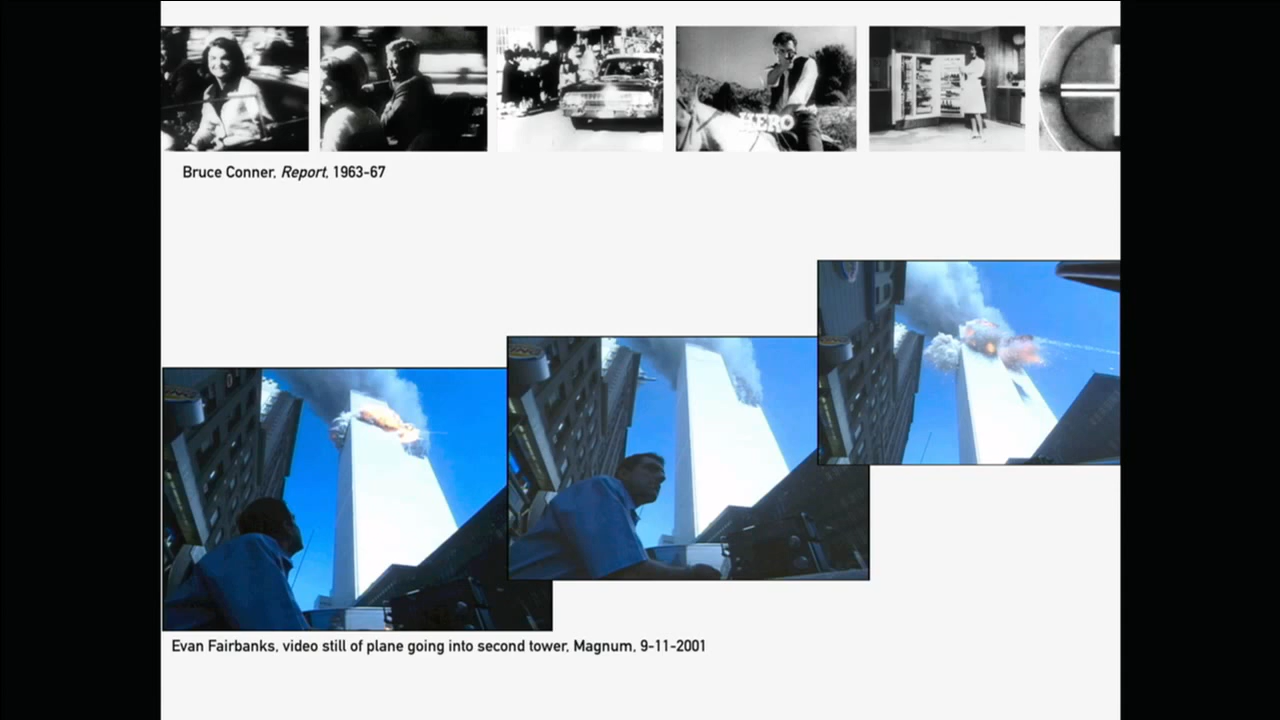 HERO
Bruce Conner, Report, 1963-67
Evan Fairbanks, video still of plane going into second tower, Magnum, 9-11-2001